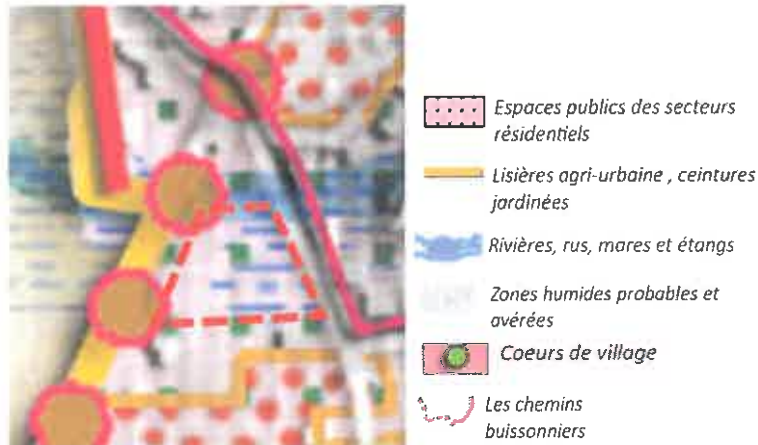 Espaces publics des secteurs
résidentiels
Lisières agri-urbaine , ceintures
jardinées
Rivières, rus, mares et étangs
Zones humides probables et
avérées
Coeurs de village
Les chemins
buissonniers